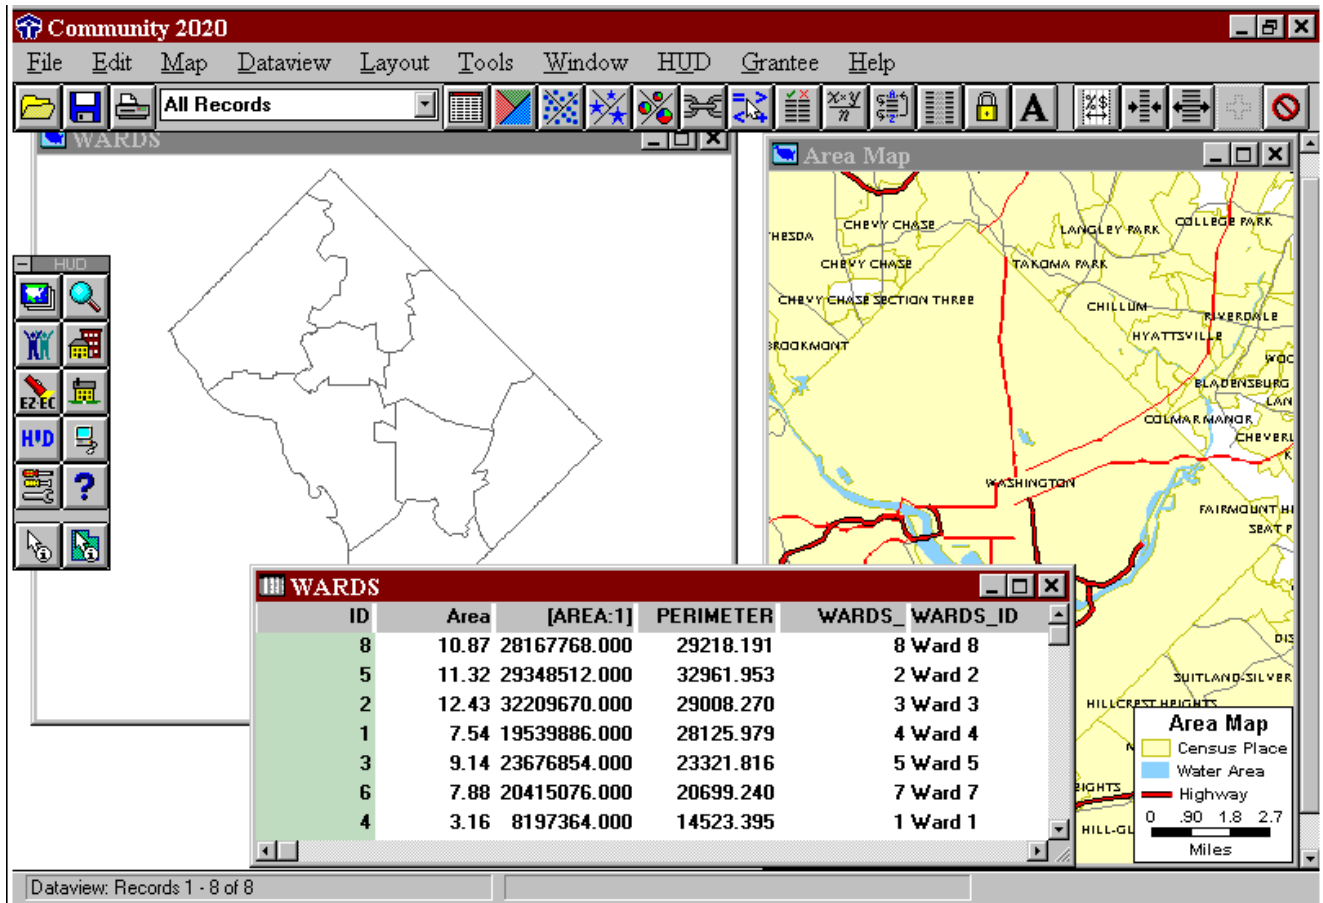 Community 2020
File Edit Map Dataview Layout Tools Window HUD Grantee Help
All Records
WARDS
HUD
EZ-EC
HUD
Area Map
CHEVY CHASE
LANGLEY PARK
COLLEGE PARK
HESDA
CHEVY CHASE
TAKOMA PARK
CHEVY CHASE SECTION THREE
CHILLUM
RIVERDALE
BROOKMONT
HYATTSVILLE
WOO
BLADENSBURG
LAN
COLMAR MANOR
CHEVERL
K
WASHINGTON
FAIRMOUNT HI
SEAT P
DIS
SUITLAND-SILVER
HILLCREST HEIGHTS
HILL-GL
Area Map
Census Place
Water Area
Highway
0 .90 1.8 2.7
Miles
WARDS
ID Area [AREA:1] PERIMETER WARDS_ WARDS_ID
8 10.87 28167768.000 29218.191 8 Ward 8
5 11.32 29348512.000 32961.953 2 Ward 2
2 12.43 32209670.000 29008.270 3 Ward 3
1 7.54 19539886.000 28125.979 4 Ward 4
3 9.14 23676854.000 23321.816 5 Ward 5
6 7.88 20415076.000 20699.240 7 Ward 7
4 3.16 8197364.000 14523.395 1 Ward 1
Dataview: Records 1 - 8 of 8